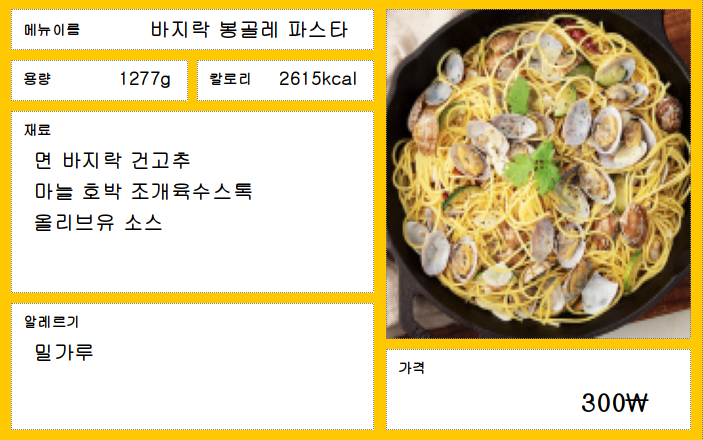 메뉴이름 바지락 봉골레 파스타
용량 1277g 칼로리 2615kcal
재료
면 바지락 건고추
마늘 호박 조개육수스톡
올리브유 소스
알레르기
밀가루
가격
300₩